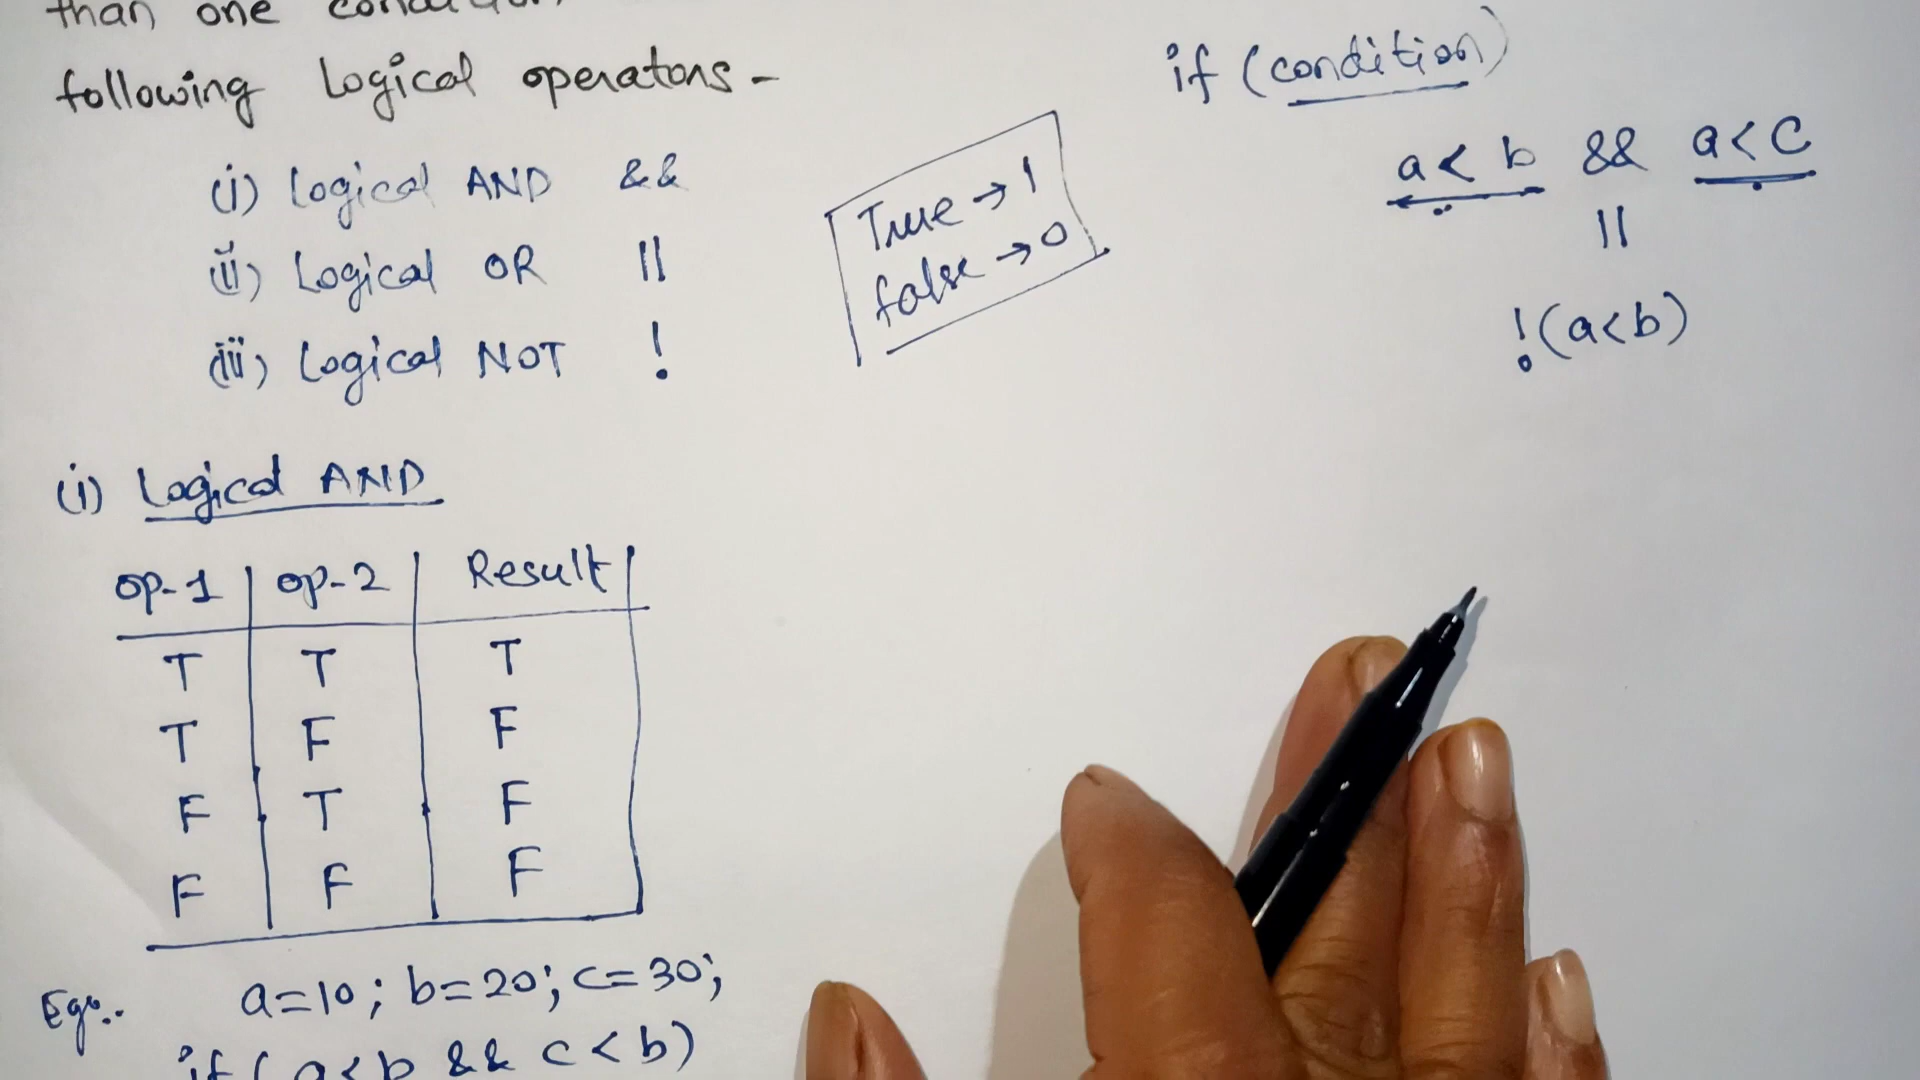 than one condition
following Logical operators -
(i) Logical AND &&
(ii) Logical OR ||
(iii) Logical NOT !
True → 1
false → 0
if (condition)
a < b && a < c
||
!(a<b)
(i) Logical AND
op-1 op-2 Result
T T T
T F F
F T F
F F F
Eg:. a=10; b=20; c=30;
if (a<b && c<b)